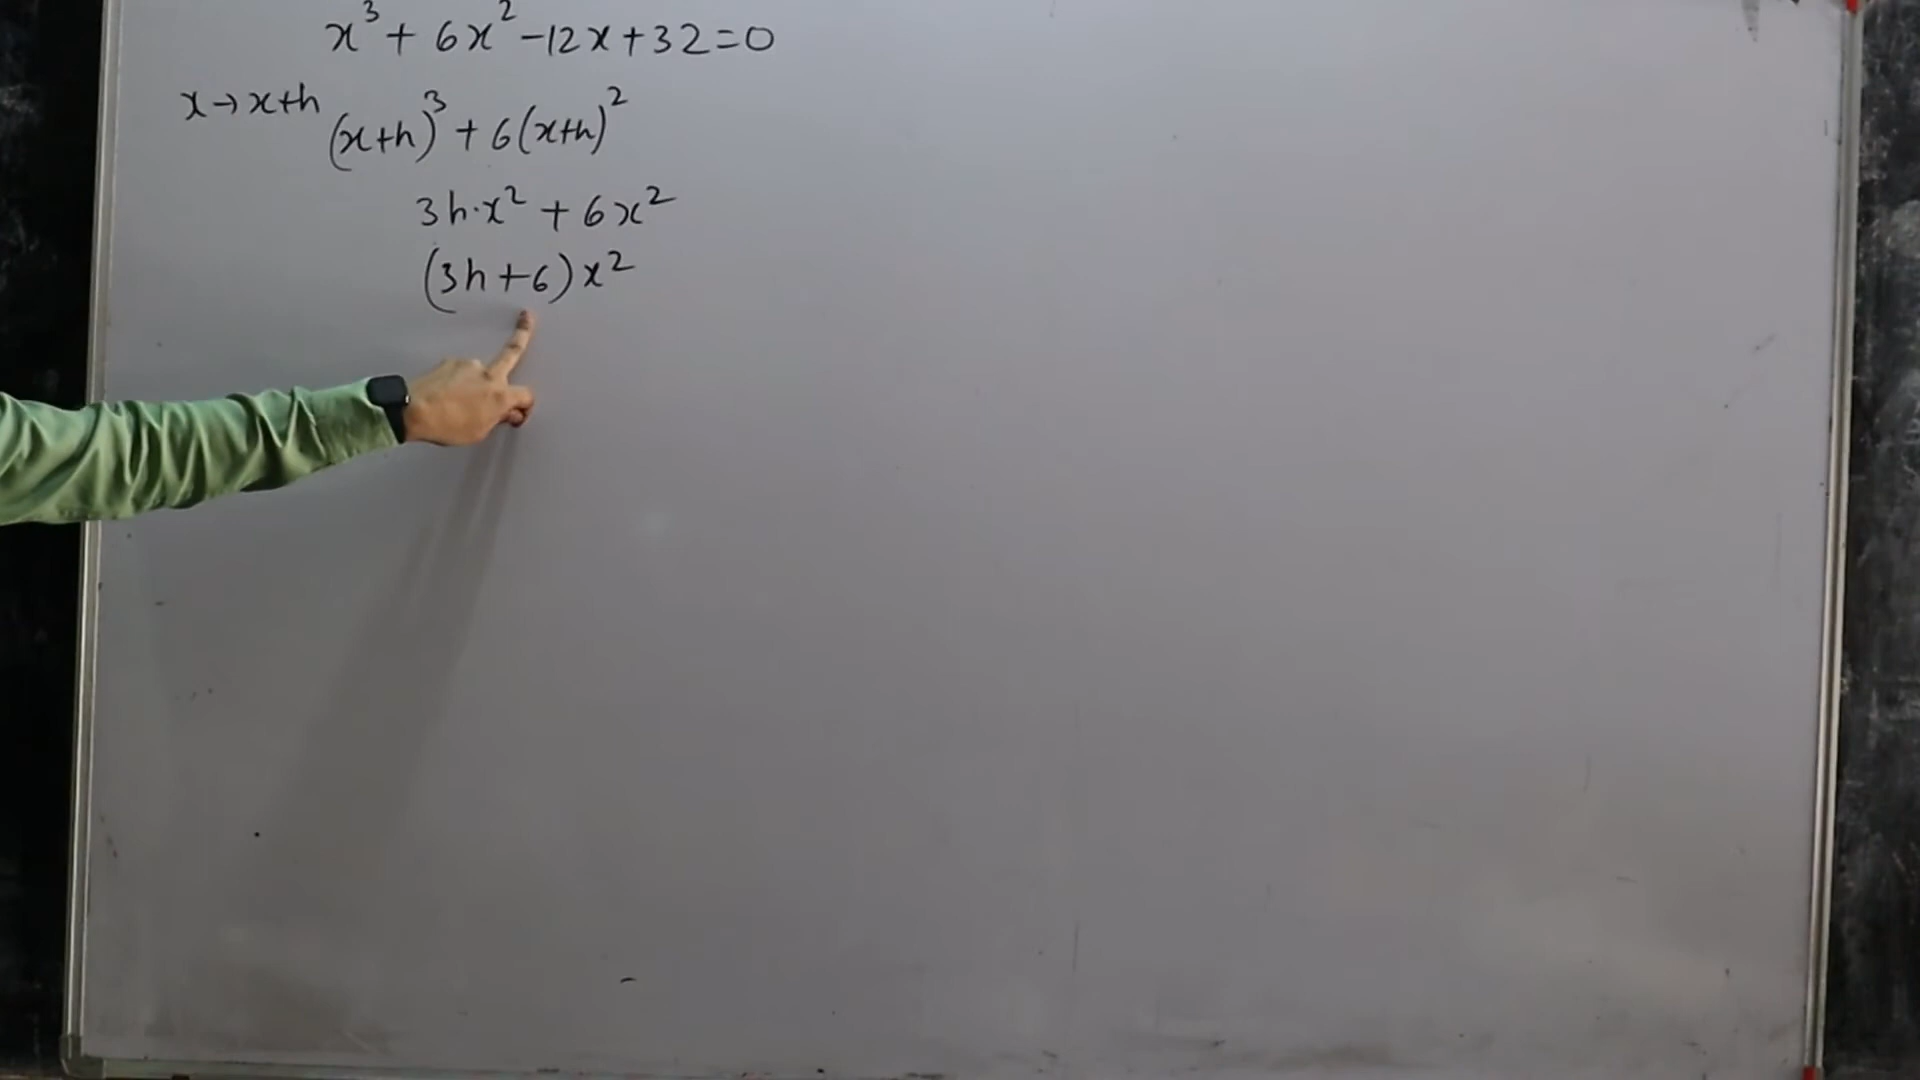 x³ + 6x² - 12x + 32 = 0
x → x+h
(x+h)³ + 6(x+h)²
3h·x² + 6x²
(3h + 6) x²